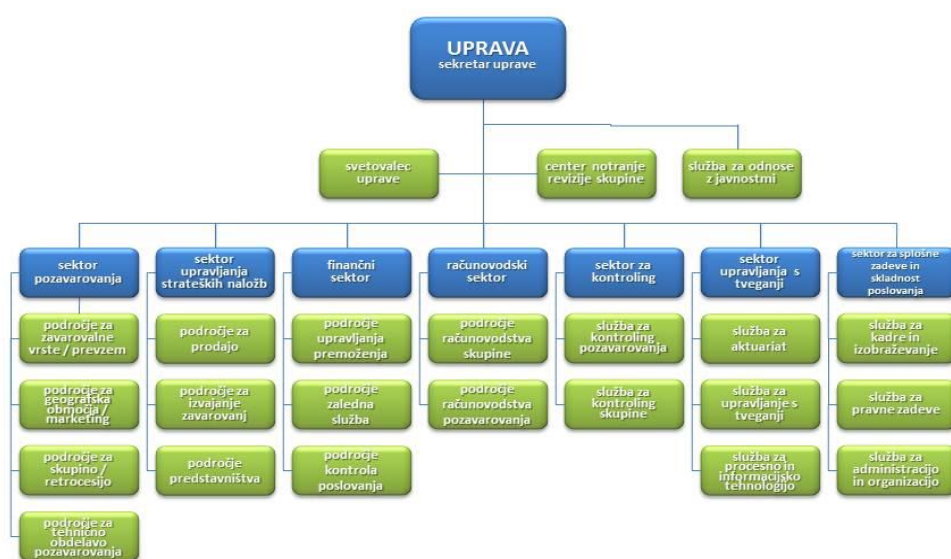 UPRAVA
sekretar uprave
svetovalec
uprave
center notranje
revizije skupine
služba za odnose
z javnostmi
sektor
pozavarovanja
sektor
upravljanja
strateških naložb
finančni
sektor
računovodski
sektor
sektor za
kontroling
sektor
upravljanja s
tveganji
sektor za splošne
zadeve in
skladnost
poslovanja
področje za
zavarovalne
vrste / prevzem
področje za
geografska
območja /
marketing
področje za
skupino /
retrocesijo
področje za
tehnično
obdelavo
pozavarovanja
področje za
prodajo
področje za
izvajanje
zavarovanj
področje
predstavništva
področje
upravljanja
premoženja
področje
zaledna
služba
področje
kontrola
poslovanja
področje
računovodstva
skupine
področje
računovodstva
pozavarovanja
služba za
kontroling
pozavarovanja
služba za
kontroling
skupine
služba za
aktuariat
služba za
upravljanje s
tveganji
služba za
procesno in
informacijsko
tehnologijo
služba za
kadre in
izobraževanje
služba za
pravne zadeve
služba za
administracijo
in organizacijo